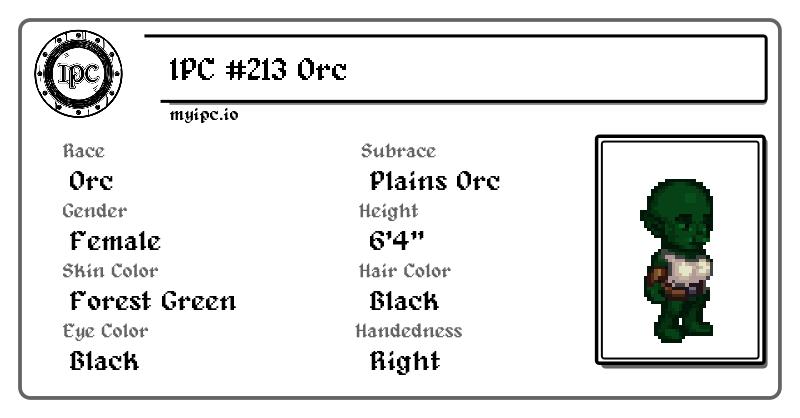 IPC
IPC #213 Orc
myipc.io
Race
Subrace
Orc
Plains Orc
Gender
Height
Female
6'4"
Skin Color
Hair Color
Forest Green
Black
Eye Color
Handedness
Black
Right